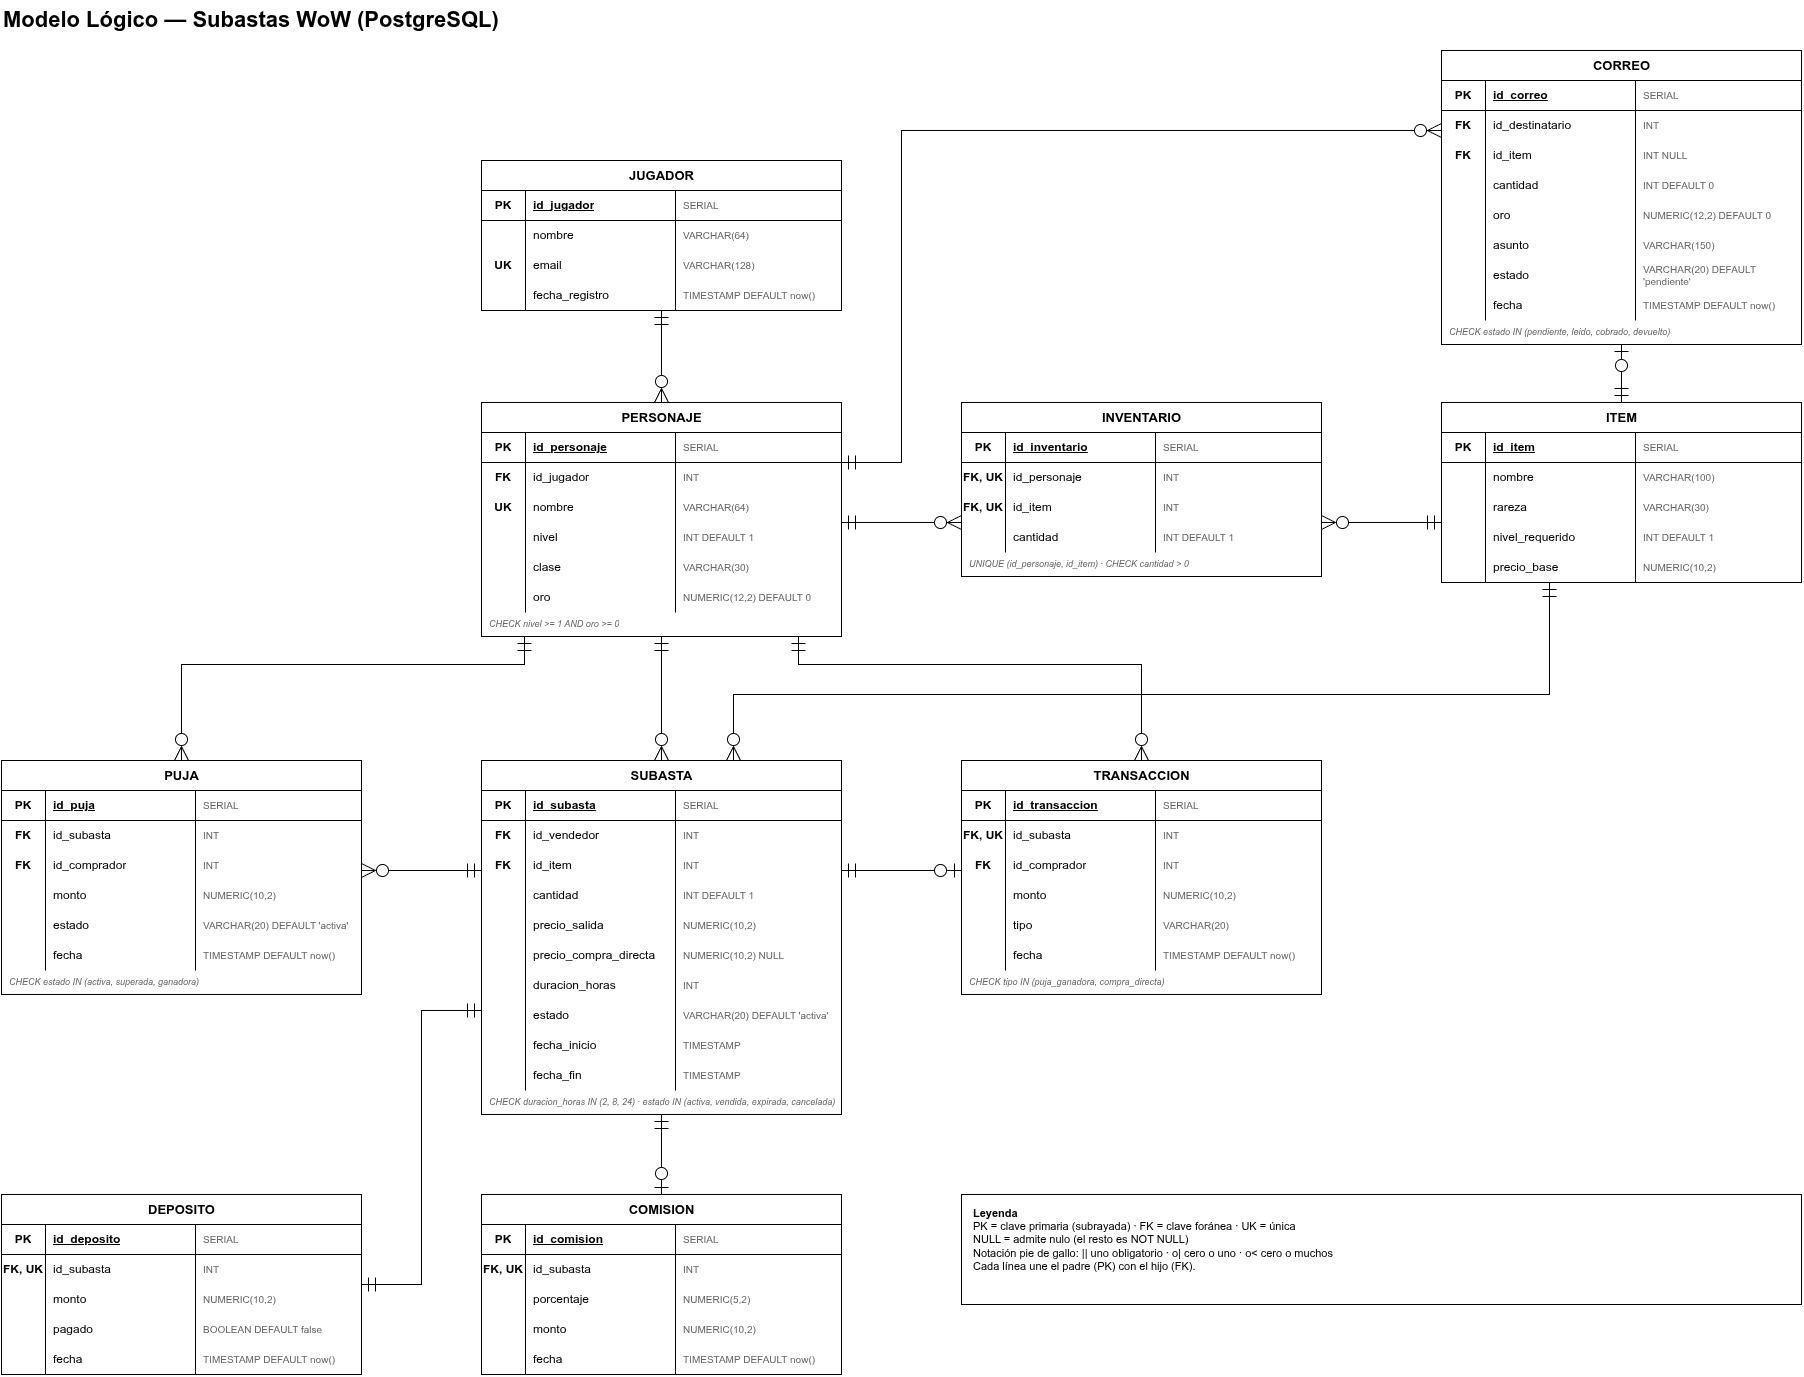 Modelo Lógico — Subastas WoW (PostgreSQL)
CORREO
PK id_correo SERIAL
FK id_destinatario INT
FK id_item INT NULL
cantidad INT DEFAULT 0
oro NUMERIC(12,2) DEFAULT 0
asunto VARCHAR(150)
estado VARCHAR(20) DEFAULT
'pendiente'
fecha TIMESTAMP DEFAULT now()
CHECK estado IN (pendiente, leido, cobrado, devuelto)
JUGADOR
PK id_jugador SERIAL
nombre VARCHAR(64)
UK email VARCHAR(128)
fecha_registro TIMESTAMP DEFAULT now()
PERSONAJE
PK id_personaje SERIAL
FK id_jugador INT
UK nombre VARCHAR(64)
nivel INT DEFAULT 1
clase VARCHAR(30)
oro NUMERIC(12,2) DEFAULT 0
CHECK nivel >= 1 AND oro >= 0
INVENTARIO
PK id_inventario SERIAL
FK, UK id_personaje INT
FK, UK id_item INT
cantidad INT DEFAULT 1
UNIQUE (id_personaje, id_item) · CHECK cantidad > 0
ITEM
PK id_item SERIAL
nombre VARCHAR(100)
rareza VARCHAR(30)
nivel_requerido INT DEFAULT 1
precio_base NUMERIC(10,2)
PUJA
PK id_puja SERIAL
FK id_subasta INT
FK id_comprador INT
monto NUMERIC(10,2)
estado VARCHAR(20) DEFAULT 'activa'
fecha TIMESTAMP DEFAULT now()
CHECK estado IN (activa, superada, ganadora)
SUBASTA
PK id_subasta SERIAL
FK id_vendedor INT
FK id_item INT
cantidad INT DEFAULT 1
precio_salida NUMERIC(10,2)
precio_compra_directa NUMERIC(10,2) NULL
duracion_horas INT
estado VARCHAR(20) DEFAULT 'activa'
fecha_inicio TIMESTAMP
fecha_fin TIMESTAMP
CHECK duracion_horas IN (2, 8, 24) · estado IN (activa, vendida, expirada, cancelada)
TRANSACCION
PK id_transaccion SERIAL
FK, UK id_subasta INT
FK id_comprador INT
monto NUMERIC(10,2)
tipo VARCHAR(20)
fecha TIMESTAMP DEFAULT now()
CHECK tipo IN (puja_ganadora, compra_directa)
DEPOSITO
PK id_deposito SERIAL
FK, UK id_subasta INT
monto NUMERIC(10,2)
pagado BOOLEAN DEFAULT false
fecha TIMESTAMP DEFAULT now()
COMISION
PK id_comision SERIAL
FK, UK id_subasta INT
porcentaje NUMERIC(5,2)
monto NUMERIC(10,2)
fecha TIMESTAMP DEFAULT now()
Leyenda
PK = clave primaria (subrayada) · FK = clave foránea · UK = única
NULL = admite nulo (el resto es NOT NULL)
Notación pie de gallo: || uno obligatorio · o| cero o uno · o< cero o muchos
Cada línea une el padre (PK) con el hijo (FK).